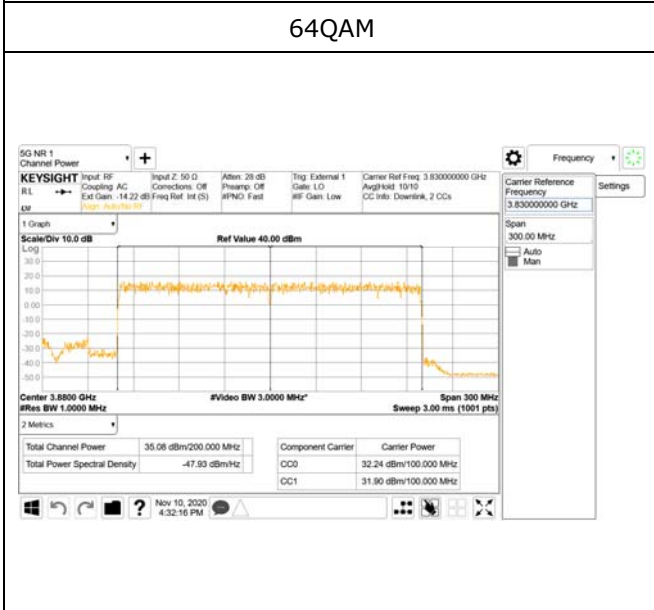 64QAM
5G NR 1
Channel Power
+
Frequency
KEYSIGHT
Input: RF
Coupling: AC
Ext Gain: -14.22 dB
Align: Auto/No RF
Input Z: 50 Ω
Corrections: Off
Freq Ref: Int (S)
Atten: 28 dB
Preamp: Off
#PNO: Fast
Trig: External 1
Gate: LO
#IF Gain: Low
Carrier Ref Freq: 3.830000000 GHz
Avg|Hold: 10/10
CC Info: Downlink, 2 CCs
RL
Carrier Reference
Frequency
3.830000000 GHz
Settings
Span
300.00 MHz
Auto
Man
1 Graph
Scale/Div 10.0 dB
Ref Value 40.00 dBm
Log
30.0
20.0
10.0
0.00
-10.0
-20.0
-30.0
-40.0
-50.0
Center 3.8800 GHz
#Video BW 3.0000 MHz*
Span 300 MHz
#Res BW 1.0000 MHz
Sweep 3.00 ms (1001 pts)
2 Metrics
Total Channel Power 35.08 dBm/200.000 MHz
Total Power Spectral Density -47.93 dBm/Hz
Component Carrier Carrier Power
CC0 32.24 dBm/100.000 MHz
CC1 31.90 dBm/100.000 MHz
?
Nov 10, 2020
4:32:16 PM